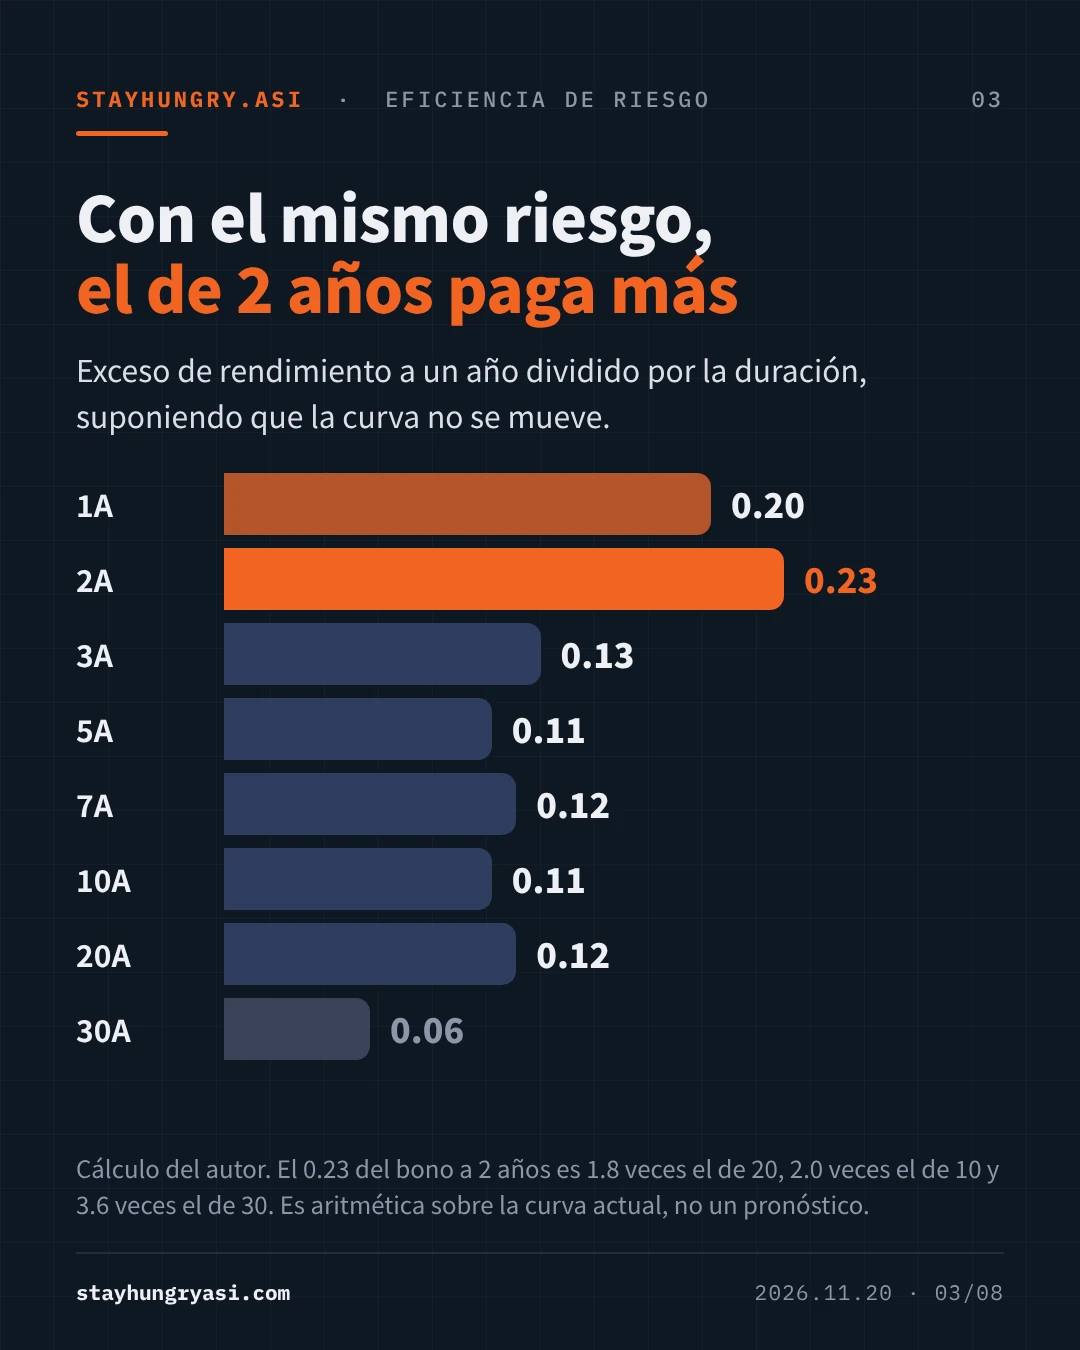 STAYHUNGRY.ASI · EFICIENCIA DE RIESGO 03
Con el mismo riesgo,
el de 2 años paga más
Exceso de rendimiento a un año dividido por la duración,
suponiendo que la curva no se mueve.
1A 0.20
2A 0.23
3A 0.13
5A 0.11
7A 0.12
10A 0.11
20A 0.12
30A 0.06
Cálculo del autor. El 0.23 del bono a 2 años es 1.8 veces el de 20, 2.0 veces el de 10 y
3.6 veces el de 30. Es aritmética sobre la curva actual, no un pronóstico.
stayhungryasi.com 2026.11.20 · 03/08